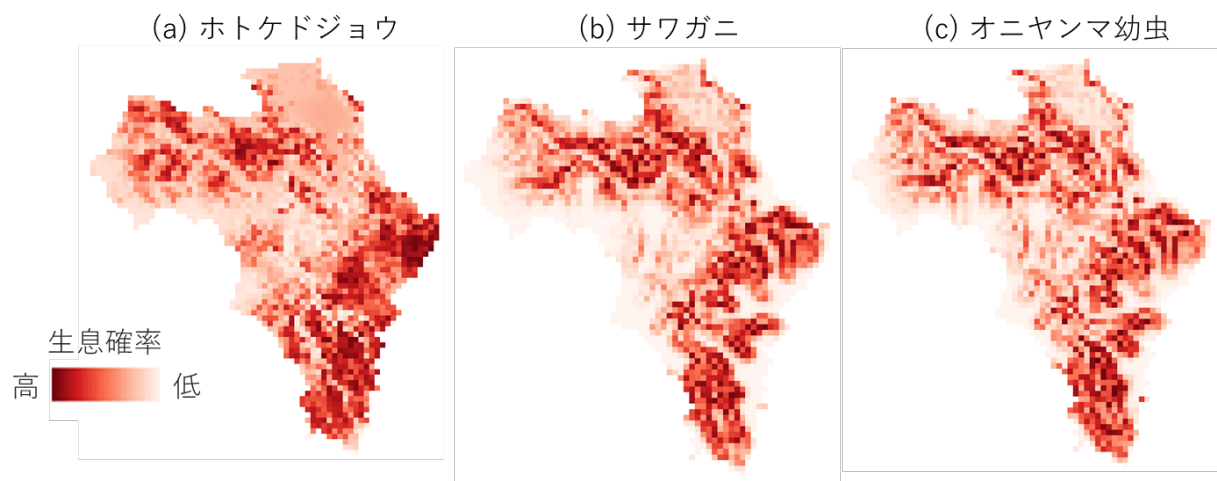 (a) ホトケドジョウ
(b) サワガニ
(c) オニヤンマ幼虫
生息確率
高
低